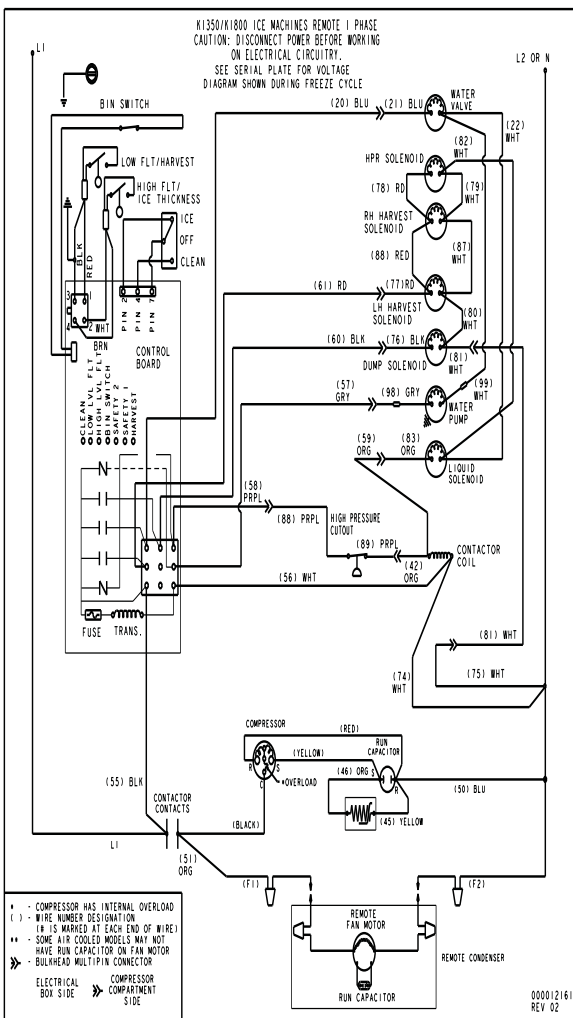 K1350/K1800 ICE MACHINES REMOTE 1 PHASE
CAUTION: DISCONNECT POWER BEFORE WORKING
ON ELECTRICAL CIRCUITRY.
SEE SERIAL PLATE FOR VOLTAGE
DIAGRAM SHOWN DURING FREEZE CYCLE
L1
L2 OR N
BIN SWITCH
(20) BLU
(21) BLU
WATER
VALVE
(22)
WHT
LOW FLT/HARVEST
HIGH FLT/
ICE THICKNESS
(82)
WHT
HPR SOLENOID
(78) RD
(79)
WHT
RH HARVEST
SOLENOID
ICE
OFF
CLEAN
BLK
RED
(88) RED
(87)
WHT
(61) RD
(77)RD
LH HARVEST
SOLENOID
3
1
4
2
WHT
BRN
PIN 2
PIN 4
PIN 7
CONTROL
BOARD
(80)
WHT
(60) BLK
(76) BLK
DUMP SOLENOID
(81)
WHT
(57)
GRY
(98) GRY
(99)
WHT
WATER
PUMP
CLEAN
LOW LVL FLT
HIGH LVL FLT
BIN SWITCH
SAFETY 2
SAFETY 1
HARVEST
(59)
ORG
(83)
ORG
LIQUID
SOLENOID
(58)
PRPL
(88) PRPL
HIGH PRESSURE
CUTOUT
(89) PRPL
(42)
ORG
CONTACTOR
COIL
(56) WHT
FUSE
TRANS.
(81) WHT
(74)
WHT
(75) WHT
COMPRESSOR
(RED)
(YELLOW)
RUN
CAPACITOR
R
S
C
*OVERLOAD
(46) ORG
S
R
(50) BLU
(45) YELLOW
(55) BLK
CONTACTOR
CONTACTS
(BLACK)
L1
(51)
ORG
(F1)
(F2)
REMOTE
FAN MOTOR
REMOTE CONDENSER
RUN CAPACITOR
* - COMPRESSOR HAS INTERNAL OVERLOAD
( ) - WIRE NUMBER DESIGNATION
(# IS MARKED AT EACH END OF WIRE)
** - SOME AIR COOLED MODELS MAY NOT
HAVE RUN CAPACITOR ON FAN MOTOR
- BULKHEAD MULTIPIN CONNECTOR
ELECTRICAL
BOX SIDE
COMPRESSOR
COMPARTMENT
SIDE
000012161
REV 02